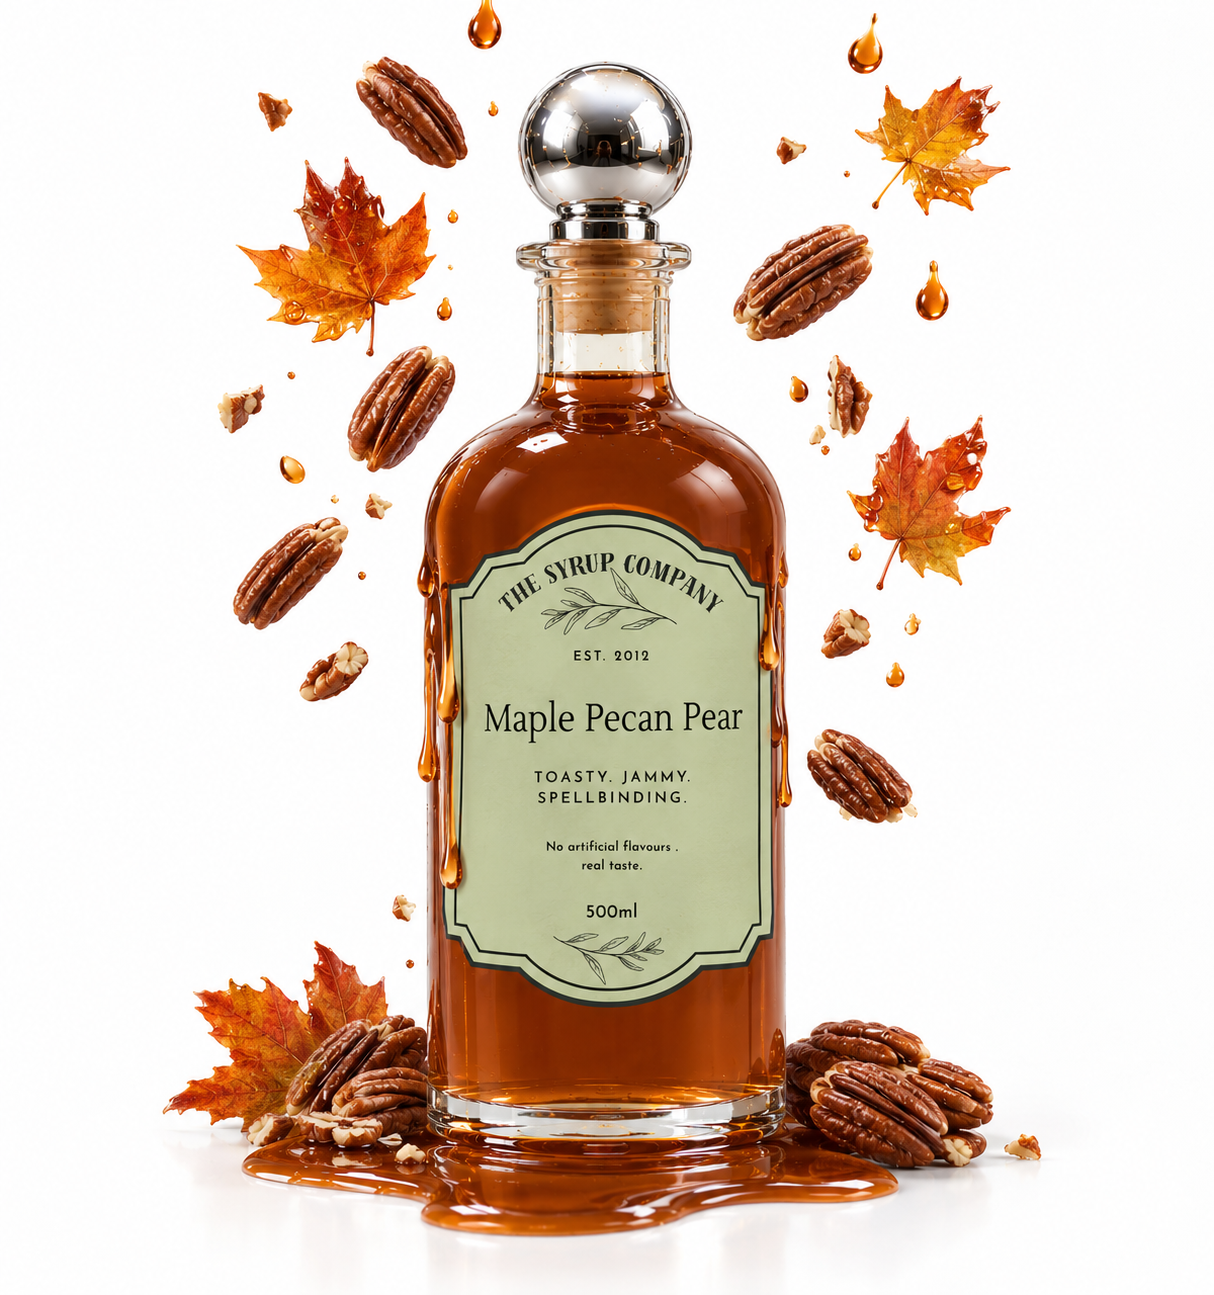 THE SYRUP COMPANY
EST. 2012
Maple Pecan Pear
TOASTY. JAMMY.
SPELLBINDING.
No artificial flavours .
real taste.
500ml